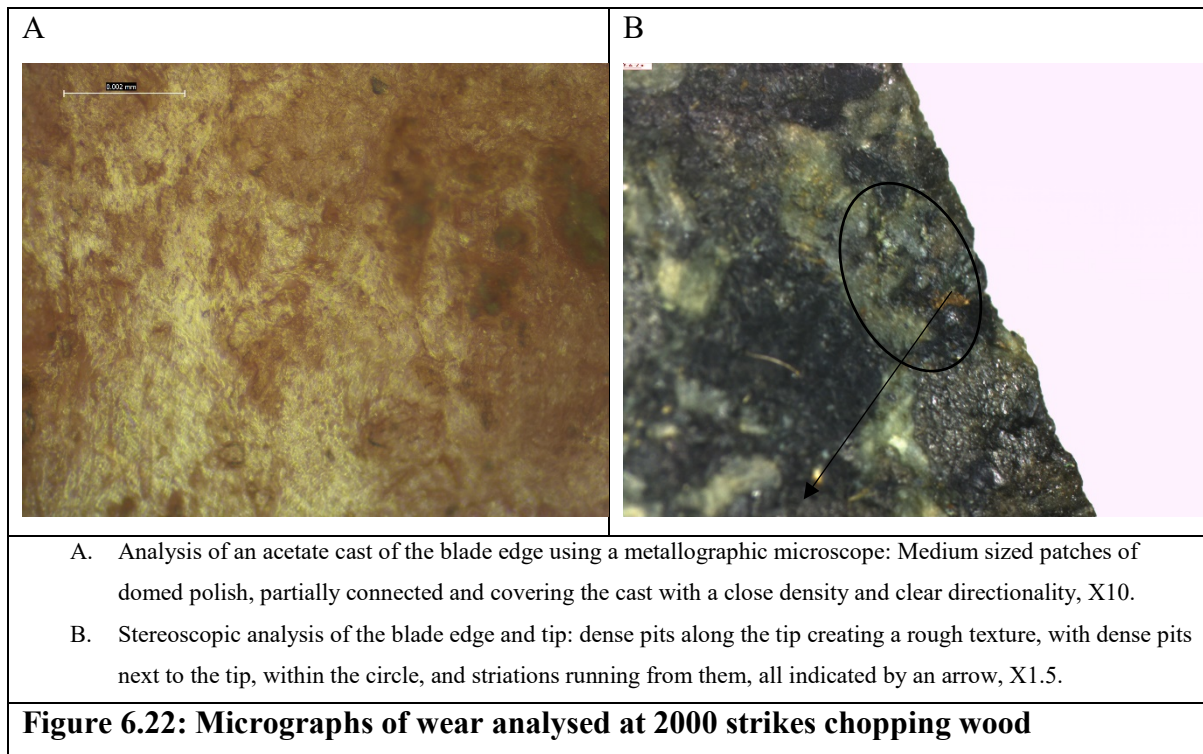 A
B
0.002 mm
A. Analysis of an acetate cast of the blade edge using a metallographic microscope: Medium sized patches of
domed polish, partially connected and covering the cast with a close density and clear directionality, X10.
B. Stereoscopic analysis of the blade edge and tip: dense pits along the tip creating a rough texture, with dense pits
next to the tip, within the circle, and striations running from them, all indicated by an arrow, X1.5.
Figure 6.22: Micrographs of wear analysed at 2000 strikes chopping wood